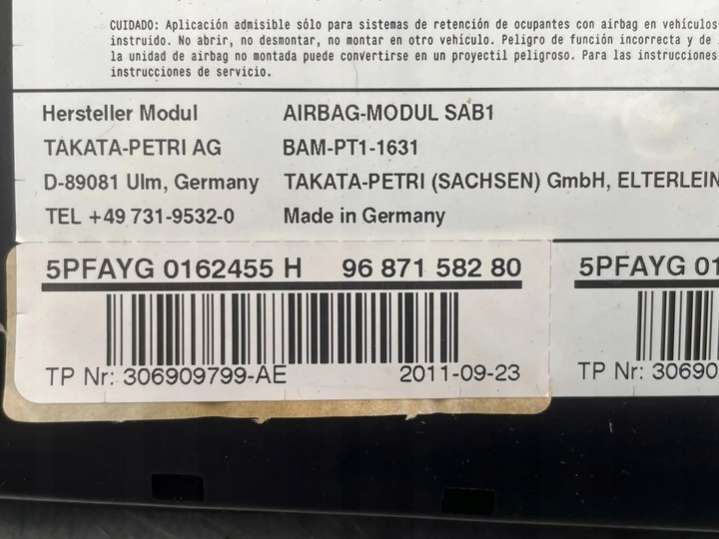 CUIDADO: Aplicación admisible sólo para sistemas de retención de ocupantes con airbag en vehículos
instruido. No abrir, no desmontar, no montar en otro vehículo. Peligro de función incorrecta y de
la unidad de airbag no montada puede convertirse en un proyectil peligroso. Para las instrucciones
instrucciones de servicio.
Hersteller Modul AIRBAG-MODUL SAB1
TAKATA-PETRI AG BAM-PT1-1631
D-89081 Ulm, Germany TAKATA-PETRI (SACHSEN) GmbH, ELTERLEIN
TEL +49 731-9532-0 Made in Germany
5PFAYG 0162455 H 96 871 582 80 5PFAYG 01
TP Nr: 306909799-AE 2011-09-23 TP Nr: 30690